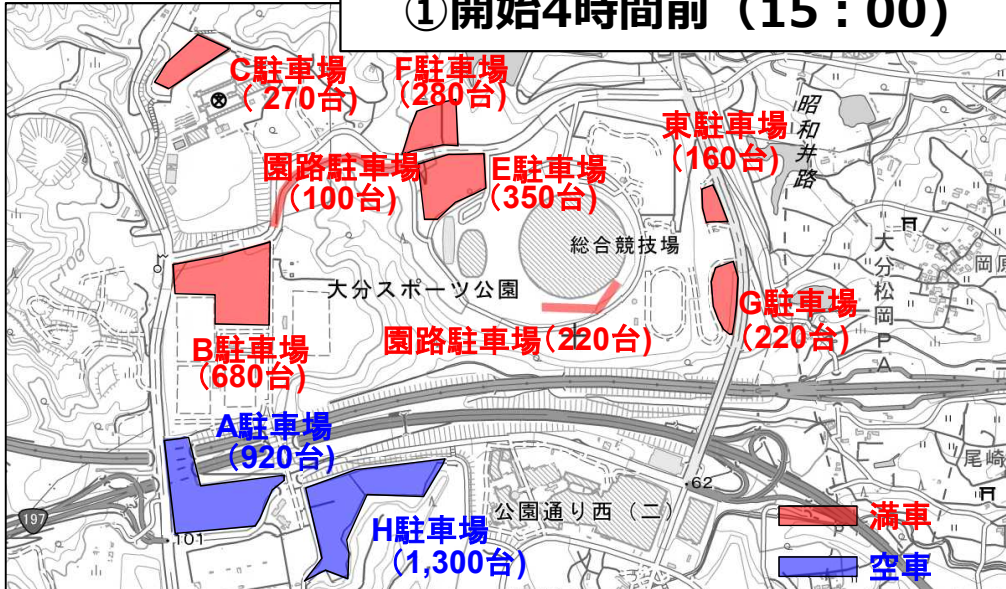 ①開始4時間前（15：00）
C駐車場
（270台）
F駐車場
（280台）
昭和井路
東駐車場
（160台）
園路駐車場
（100台）
E駐車場
（350台）
総合競技場
大分スポーツ公園
大分松岡PA
岡原
G駐車場
（220台）
園路駐車場（220台）
B駐車場
（680台）
A駐車場
（920台）
尾崎
62
公園通り西（二）
197
101
H駐車場
（1,300台）
満車
空車